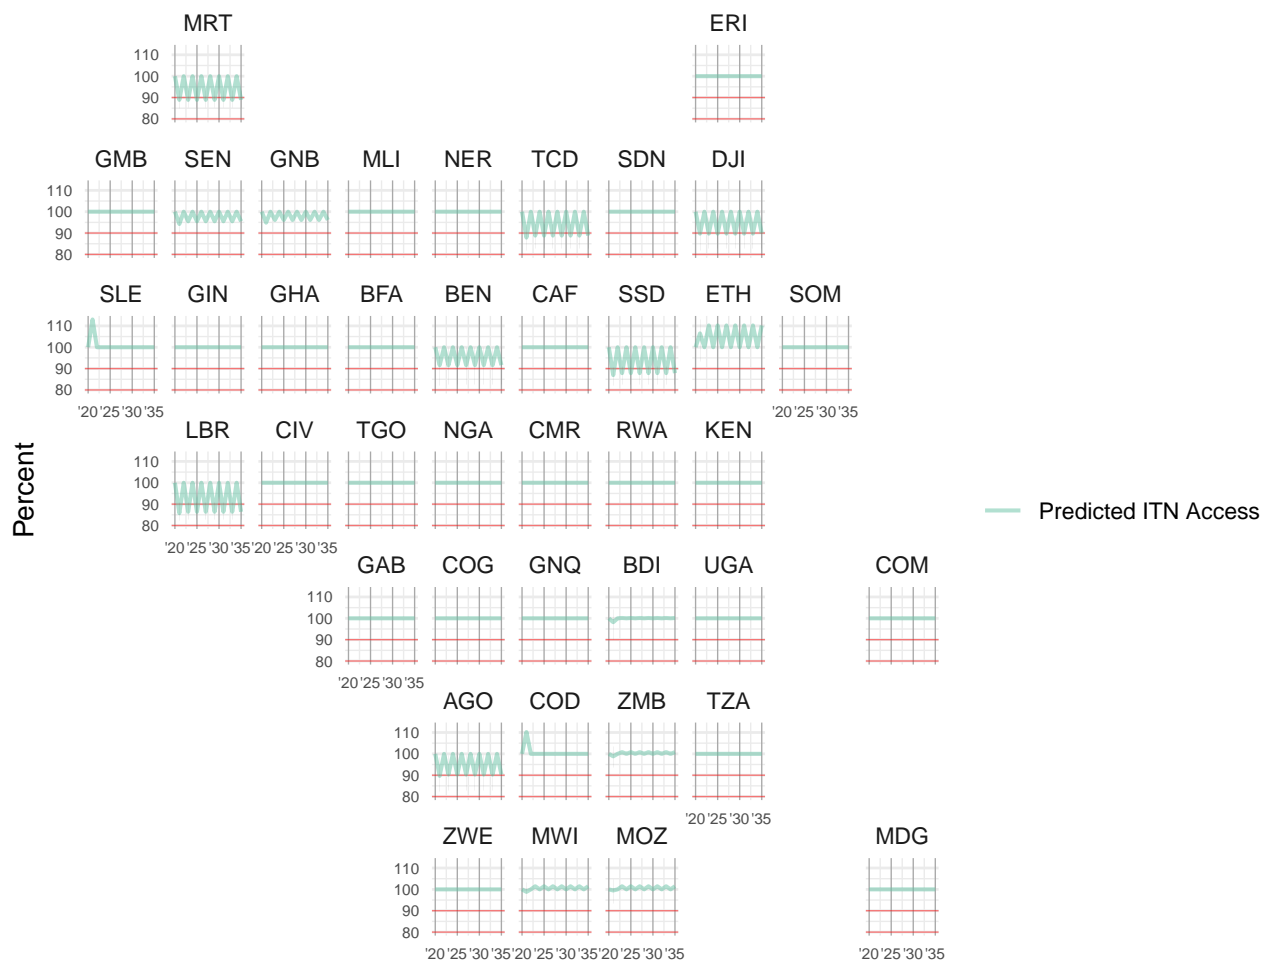 MRT ERI
110
100
90
80
GMB SEN GNB MLI NER TCD SDN DJI
110
100
90
80
SLE GIN GHA BFA BEN CAF SSD ETH SOM
110
100
90
80
'20 '25 '30 '35 '20 '25 '30 '35
LBR CIV TGO NGA CMR RWA KEN
110
100
90
80
'20 '25 '30 '35 '20 '25 '30 '35
Percent
Predicted ITN Access
GAB COG GNQ BDI UGA COM
110
100
90
80
'20 '25 '30 '35
AGO COD ZMB TZA
110
100
90
80
'20 '25 '30 '35
ZWE MWI MOZ MDG
110
100
90
80
'20 '25 '30 '35 '20 '25 '30 '35 '20 '25 '30 '35 '20 '25 '30 '35